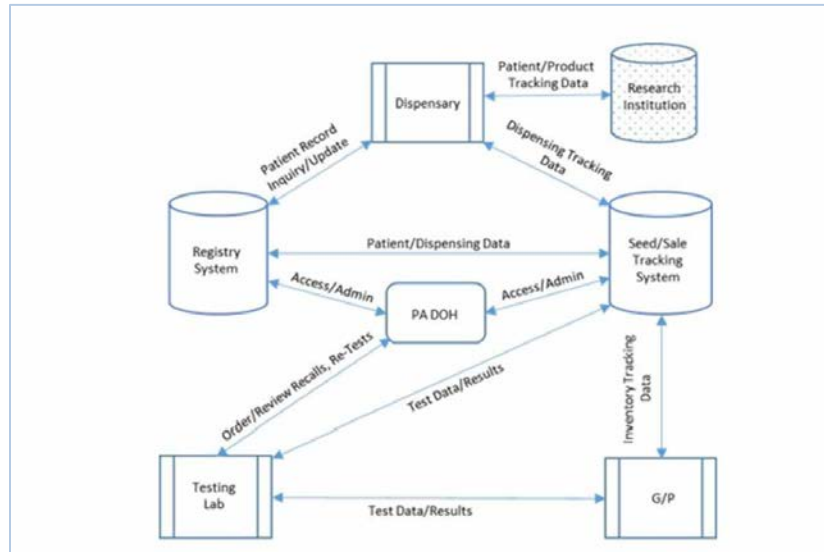 Patient/Product
Tracking Data
Dispensary
Research
Institution
Patient Record
Inquiry/Update
Dispensing Tracking
Data
Registry
System
Patient/Dispensing Data
Seed/Sale
Tracking
System
Access/Admin
Access/Admin
PA DOH
Order/Review Recalls, Re-Tests
Test Data/Results
Inventory Tracking
Data
Testing
Lab
Test Data/Results
G/P